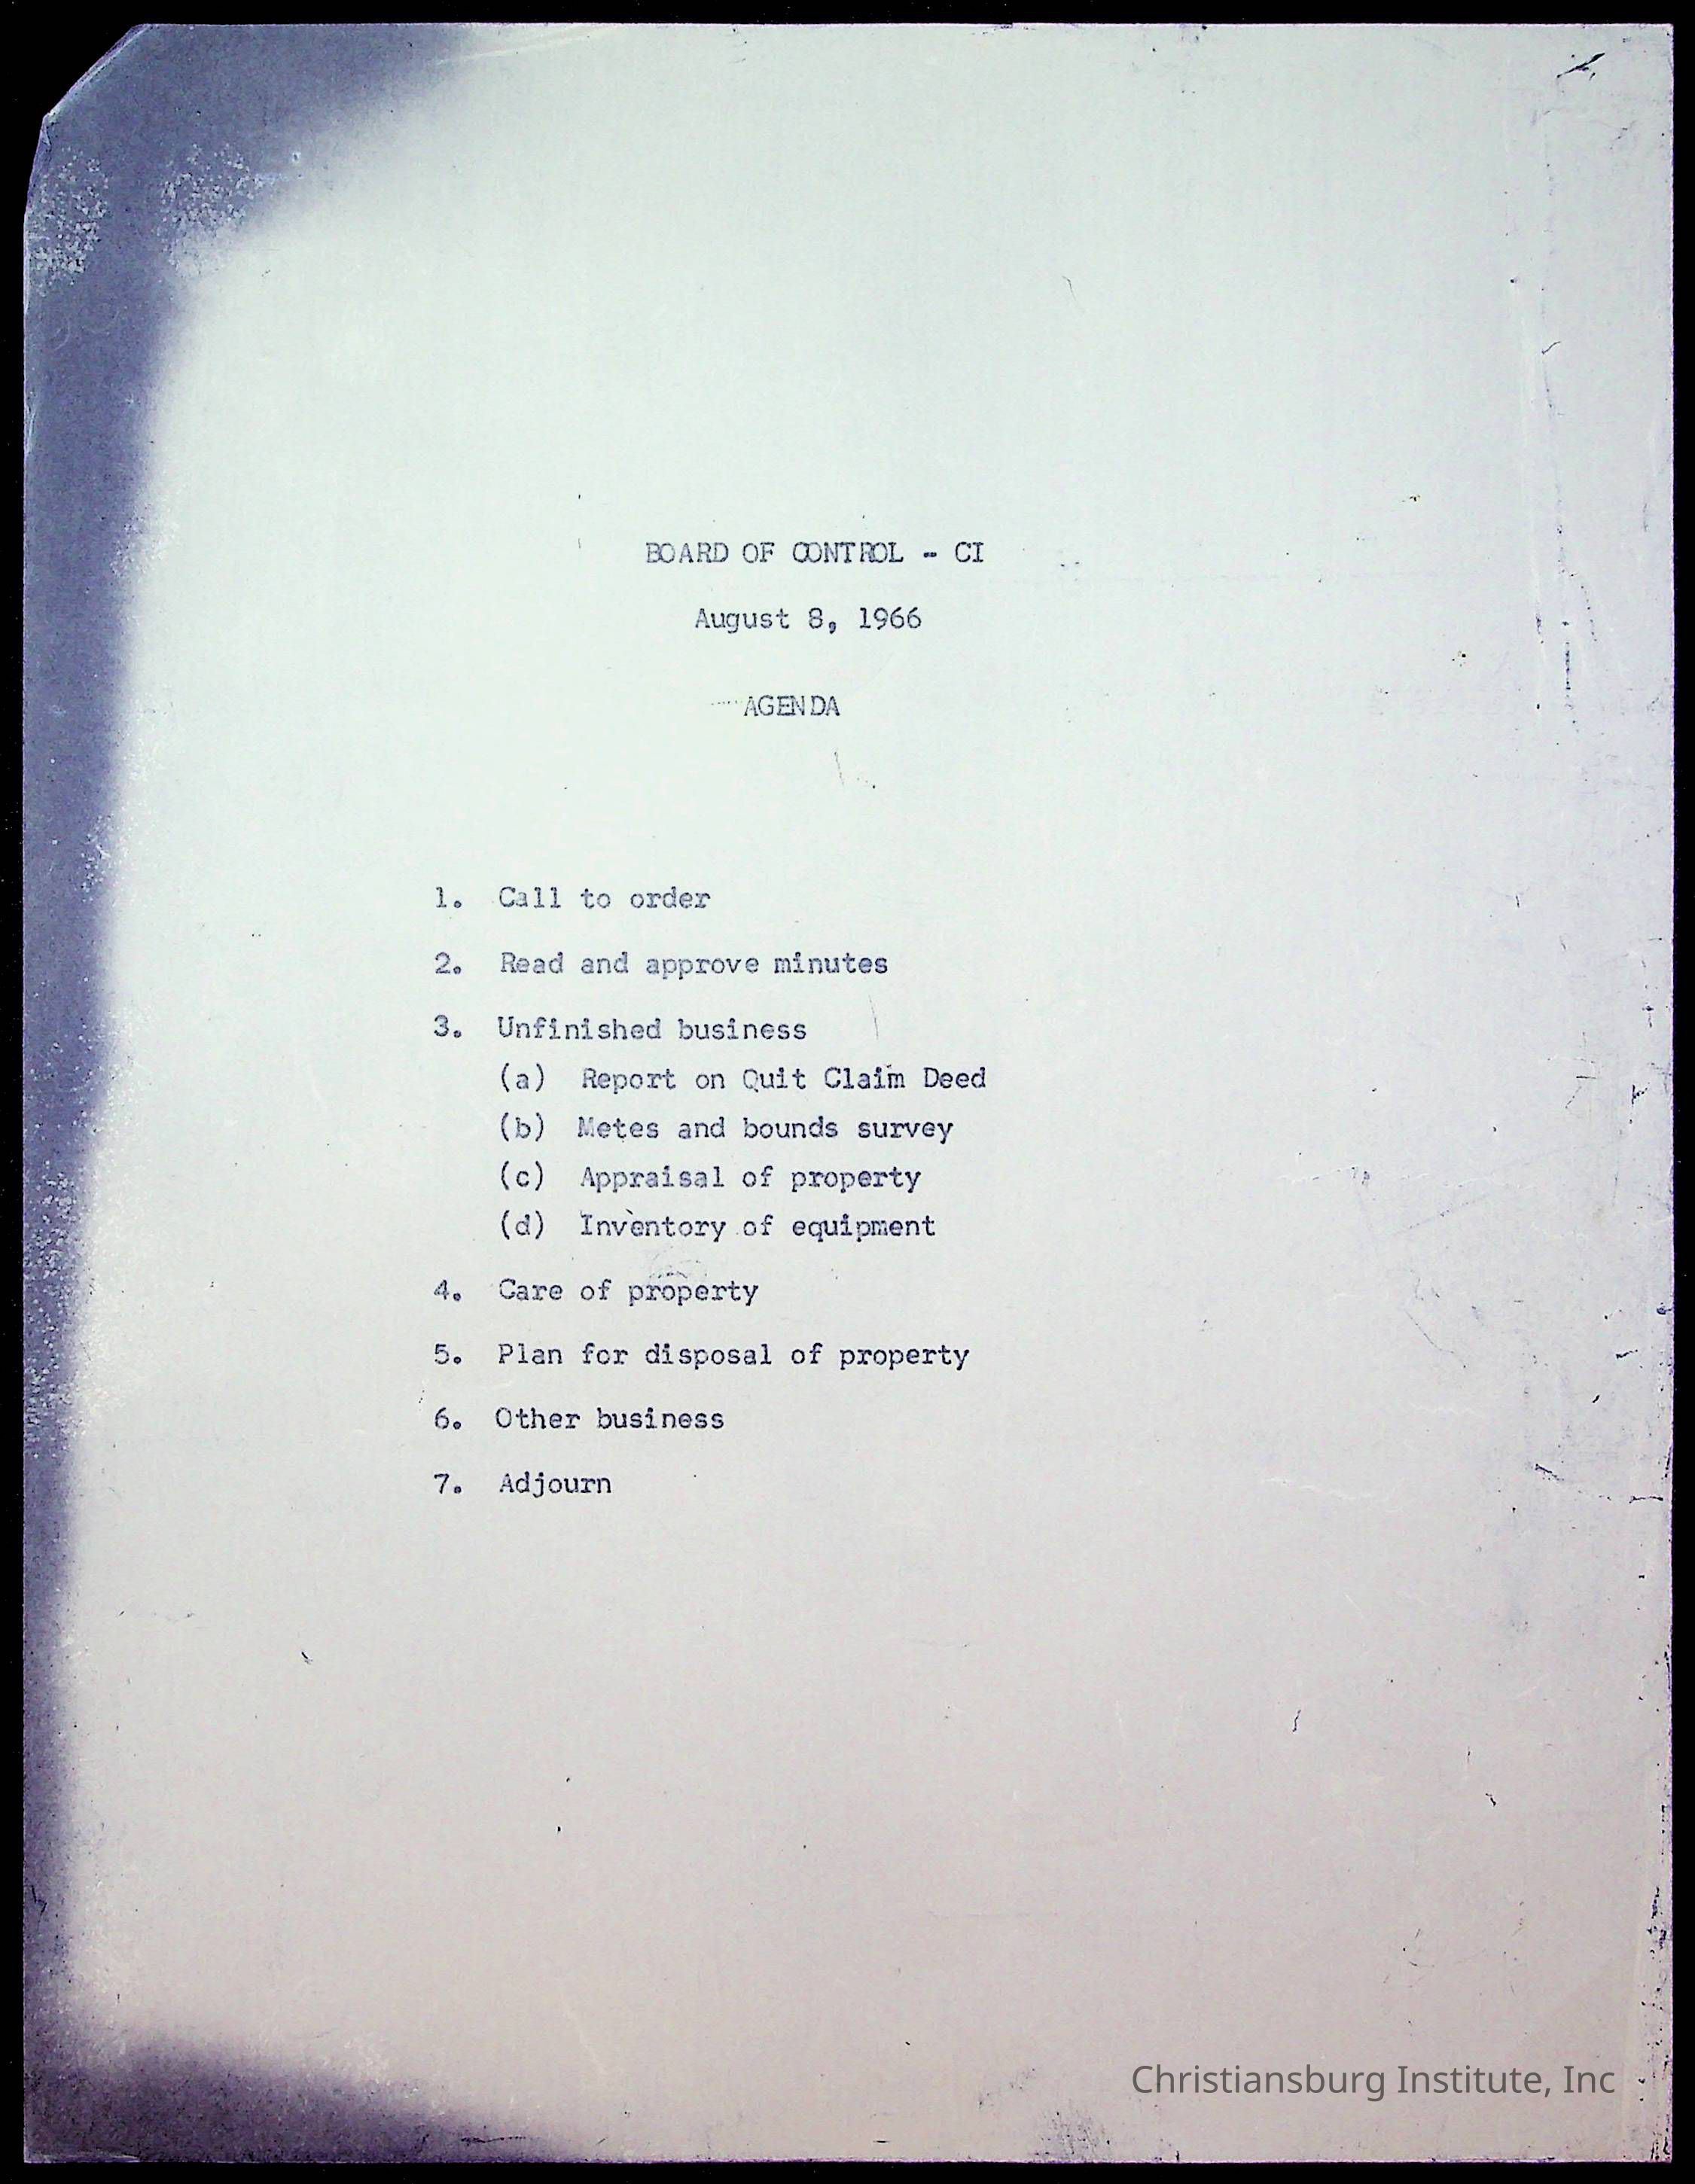 BOARD OF CONTROL - CI
August 8, 1966
AGENDA
1. Call to order
2. Read and approve minutes
3. Unfinished business
(a) Report on Quit Claim Deed
(b) Metes and bounds survey
(c) Appraisal of property
(d) Inventory of equipment
4. Care of property
5. Plan for disposal of property
6. Other business
7. Adjourn
Christiansburg Institute, Inc